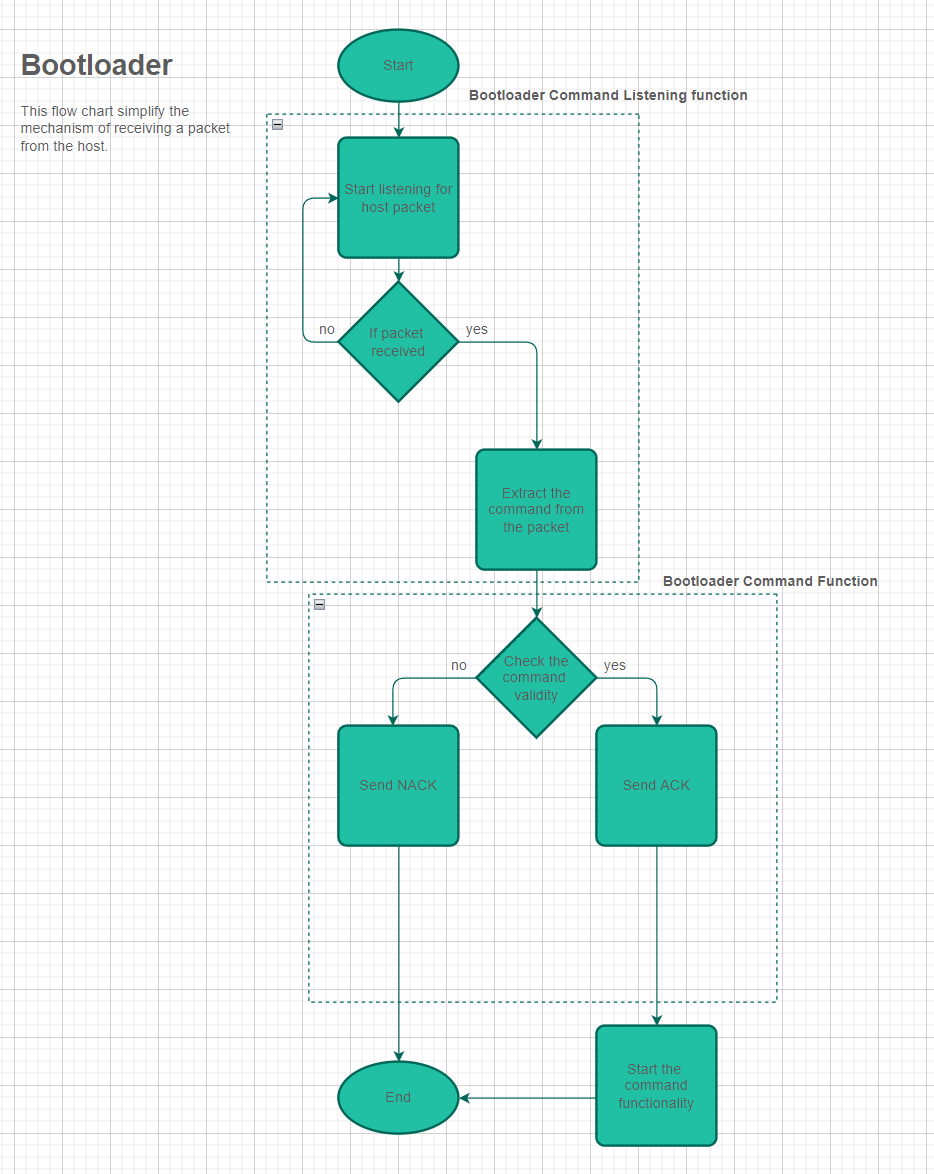 Bootloader
This flow chart simplify the
mechanism of receiving a packet
from the host.
Start
Bootloader Command Listening function
Start listening for
host packet
If packet
received
no
yes
Extract the
command from
the packet
Bootloader Command Function
Check the
command
validity
no
yes
Send NACK
Send ACK
Start the
command
functionality
End